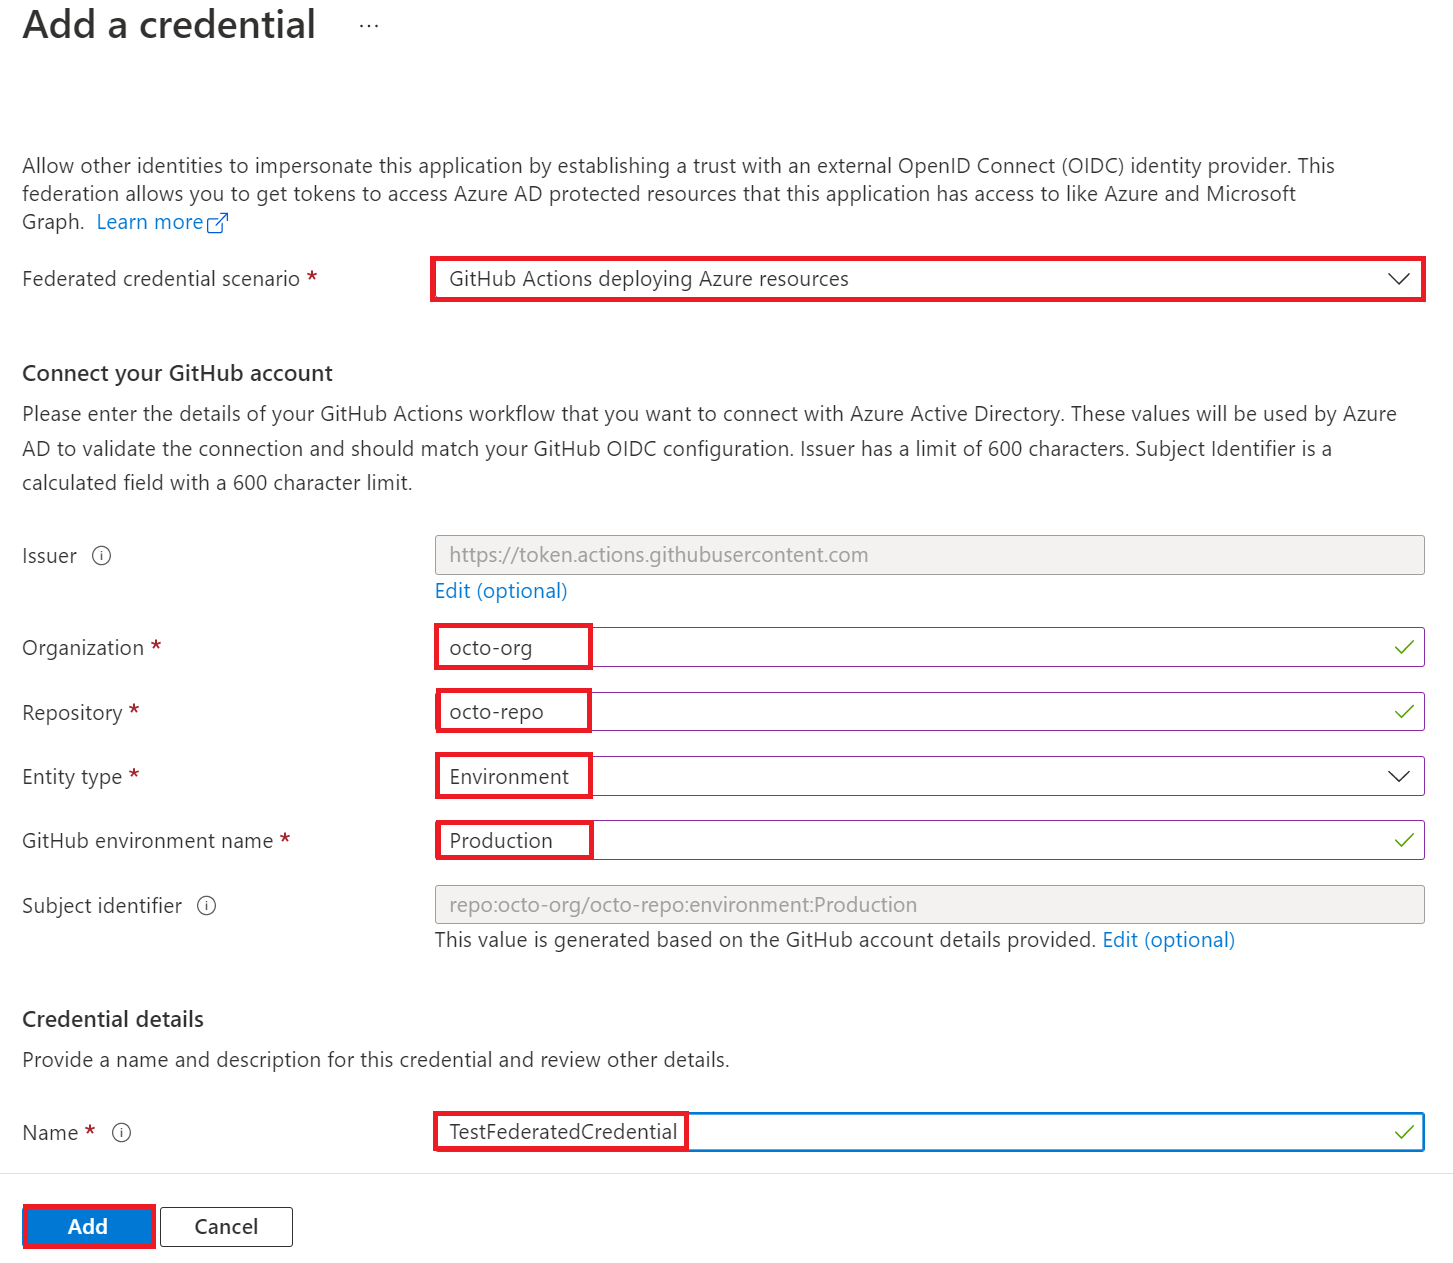 Add a credential ...
Allow other identities to impersonate this application by establishing a trust with an external OpenID Connect (OIDC) identity provider. This
federation allows you to get tokens to access Azure AD protected resources that this application has access to like Azure and Microsoft
Graph. Learn more
Federated credential scenario * GitHub Actions deploying Azure resources
Connect your GitHub account
Please enter the details of your GitHub Actions workflow that you want to connect with Azure Active Directory. These values will be used by Azure
AD to validate the connection and should match your GitHub OIDC configuration. Issuer has a limit of 600 characters. Subject Identifier is a
calculated field with a 600 character limit.
Issuer https://token.actions.githubusercontent.com
Edit (optional)
Organization * octo-org
Repository * octo-repo
Entity type * Environment
GitHub environment name * Production
Subject identifier repo:octo-org/octo-repo:environment:Production
This value is generated based on the GitHub account details provided. Edit (optional)
Credential details
Provide a name and description for this credential and review other details.
Name * TestFederatedCredential
Add Cancel